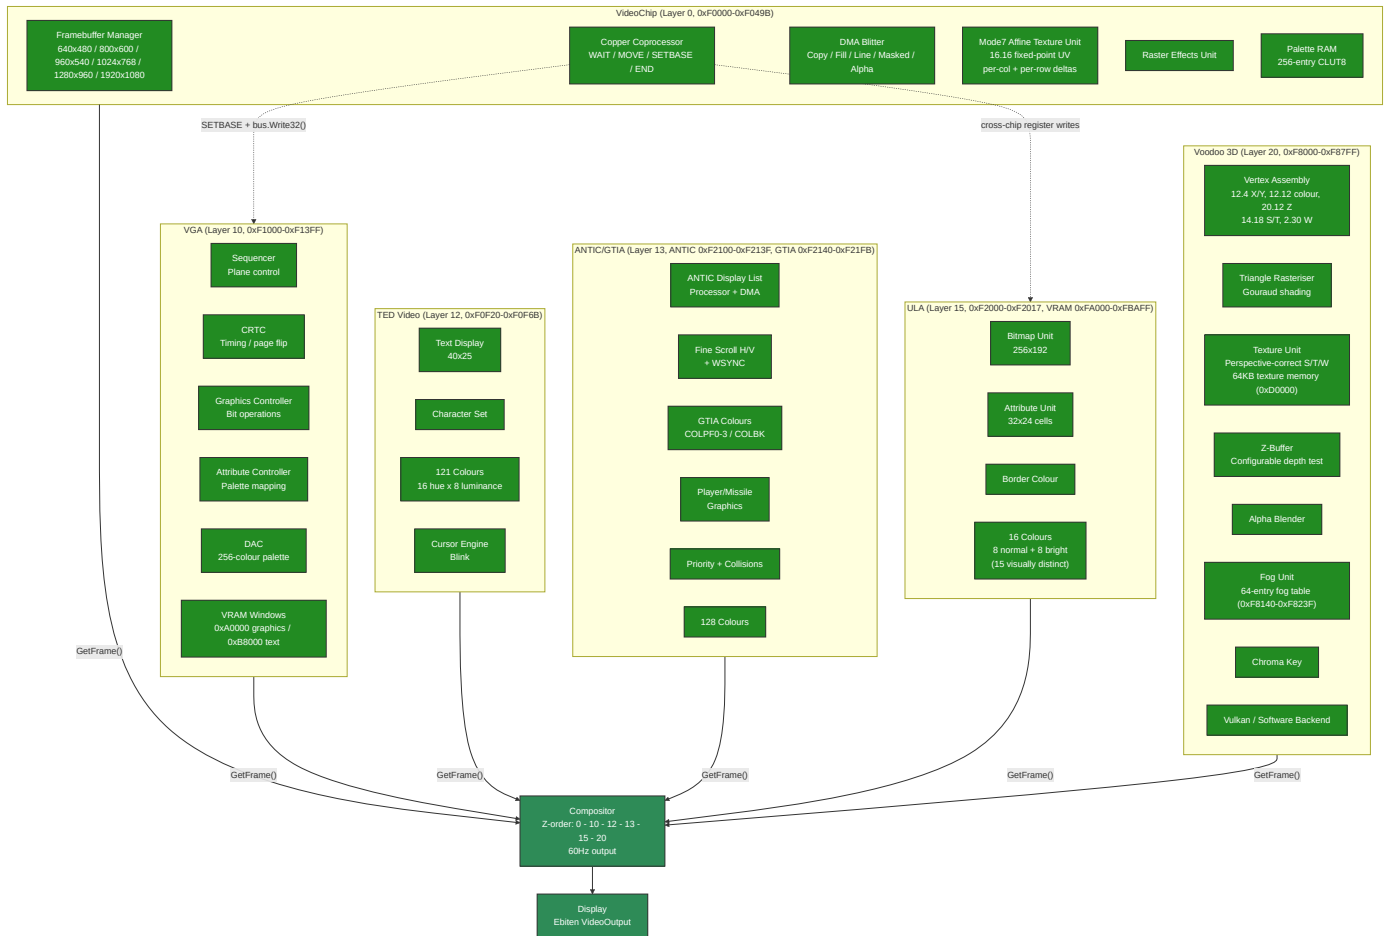 VideoChip (Layer 0, 0xF0000-0xF049B)
Framebuffer Manager
640x480 / 800x600 /
960x540 / 1024x768 /
1280x960 / 1920x1080
Copper Coprocessor
WAIT / MOVE / SETBASE
/ END
DMA Blitter
Copy / Fill / Line / Masked /
Alpha
Mode7 Affine Texture Unit
16.16 fixed-point UV
per-col + per-row deltas
Raster Effects Unit
Palette RAM
256-entry CLUT8
SETBASE + bus.Write32()
cross-chip register writes
VGA (Layer 10, 0xF1000-0xF13FF)
Sequencer
Plane control
CRTC
Timing / page flip
Graphics Controller
Bit operations
Attribute Controller
Palette mapping
DAC
256-colour palette
VRAM Windows
0xA0000 graphics /
0xB8000 text
TED Video (Layer 12, 0xF0F20-0xF0F6B)
Text Display
40x25
Character Set
121 Colours
16 hue x 8 luminance
Cursor Engine
Blink
ANTIC/GTIA (Layer 13, ANTIC 0xF2100-0xF213F, GTIA 0xF2140-0xF21FB)
ANTIC Display List
Processor + DMA
Fine Scroll H/V
+ WSYNC
GTIA Colours
COLPF0-3 / COLBK
Player/Missile
Graphics
Priority + Collisions
128 Colours
ULA (Layer 15, 0xF2000-0xF2017, VRAM 0xFA000-0xFBAFF)
Bitmap Unit
256x192
Attribute Unit
32x24 cells
Border Colour
16 Colours
8 normal + 8 bright
(15 visually distinct)
Voodoo 3D (Layer 20, 0xF8000-0xF87FF)
Vertex Assembly
12.4 X/Y, 12.12 colour,
20.12 Z
14.18 S/T, 2.30 W
Triangle Rasteriser
Gouraud shading
Texture Unit
Perspective-correct S/T/W
64KB texture memory
(0xD0000)
Z-Buffer
Configurable depth test
Alpha Blender
Fog Unit
64-entry fog table
(0xF8140-0xF823F)
Chroma Key
Vulkan / Software Backend
GetFrame()
GetFrame()
GetFrame()
GetFrame()
GetFrame()
GetFrame()
Compositor
Z-order: 0 - 10 - 12 - 13 -
15 - 20
60Hz output
Display
Ebiten VideoOutput